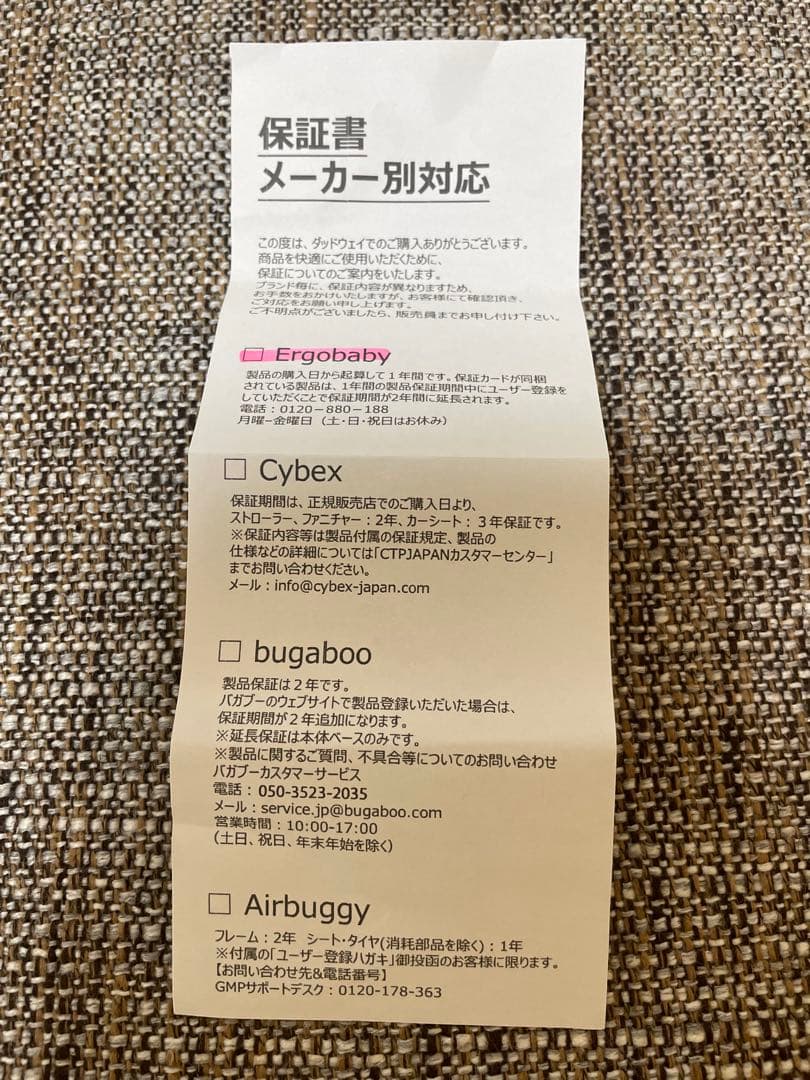 保証書
メーカー別対応
この度は、ダッドウェイでのご購入ありがとうございます。
商品を快適にご使用いただくために、
保証についてのご案内をいたします。
ブランド毎に、保証内容が異なりますため、
お手数をおかけいたしますが、お客様にて確認頂き、
ご対応をお願い申し上げます。
ご不明点がございましたら、販売員までお申し付け下さい。
□ Ergobaby
製品の購入日から起算して1年間です。保証カードが同梱
されている製品は、1年間の製品保証期間中にユーザー登録を
していただくことで保証期間が2年間に延長されます。
電話：0120－880－188
月曜–金曜日（土・日・祝日はお休み）
□ Cybex
保証期間は、正規販売店でのご購入日より、
ストローラー、ファニチャー：2年、カーシート：３年保証です。
※保証内容等は製品付属の保証規定、製品の
仕様などの詳細については「CTPJAPANカスタマーセンター」
までお問い合わせください。
メール：info@cybex-japan.com
□ bugaboo
製品保証は２年です。
バガブーのウェブサイトで製品登録いただいた場合は、
保証期間が２年追加になります。
※延長保証は本体ベースのみです。
※製品に関するご質問、不具合等についてのお問い合わせ
バガブーカスタマーサービス
電話：050-3523-2035
メール：service.jp@bugaboo.com
営業時間：10:00-17:00
（土日、祝日、年末年始を除く）
□ Airbuggy
フレーム：2年 シート・タイヤ(消耗部品を除く)：1年
※付属の「ユーザー登録ハガキ」御投函のお客様に限ります。
【お問い合わせ先&電話番号】
GMPサポートデスク：0120-178-363